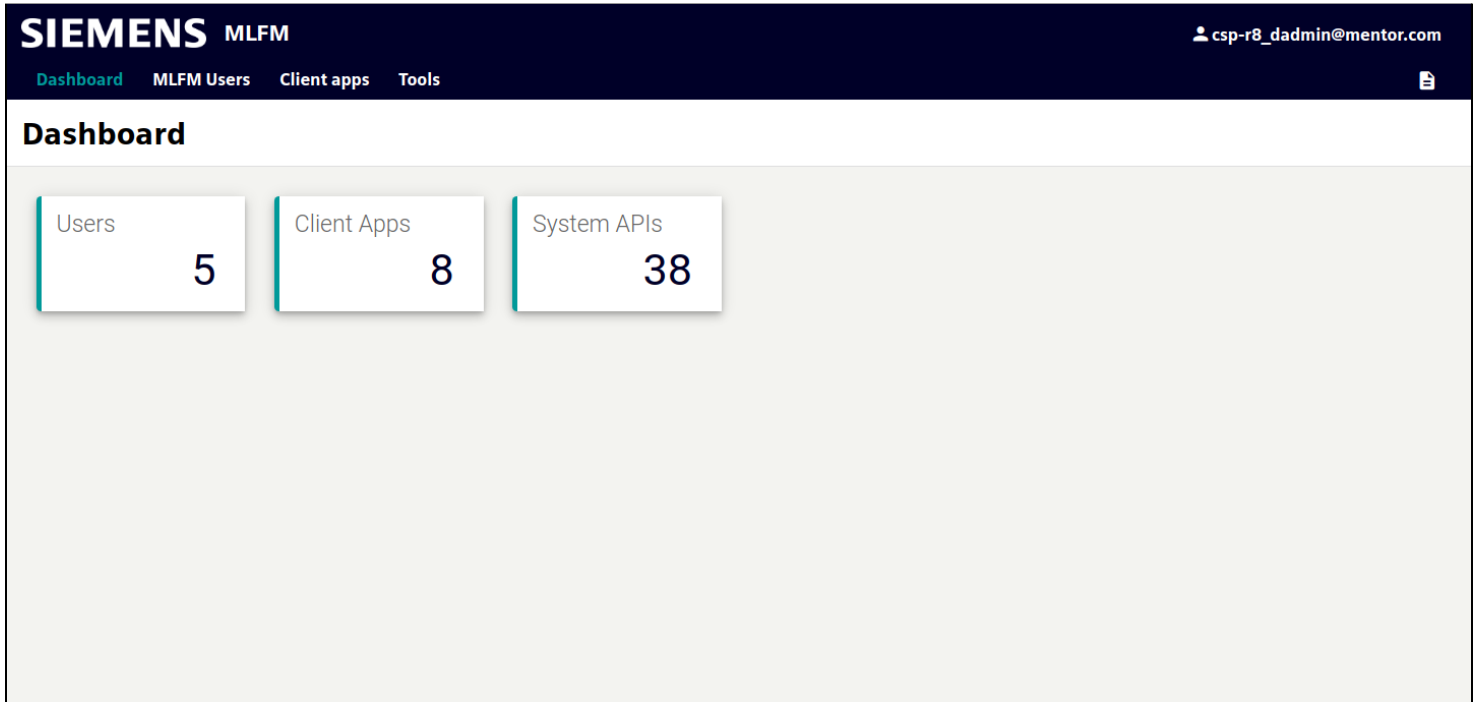 SIEMENS MLFM
csp-r8_dadmin@mentor.com
Dashboard MLFM Users Client apps Tools
Dashboard
Users Client Apps System APIs
5 8 38